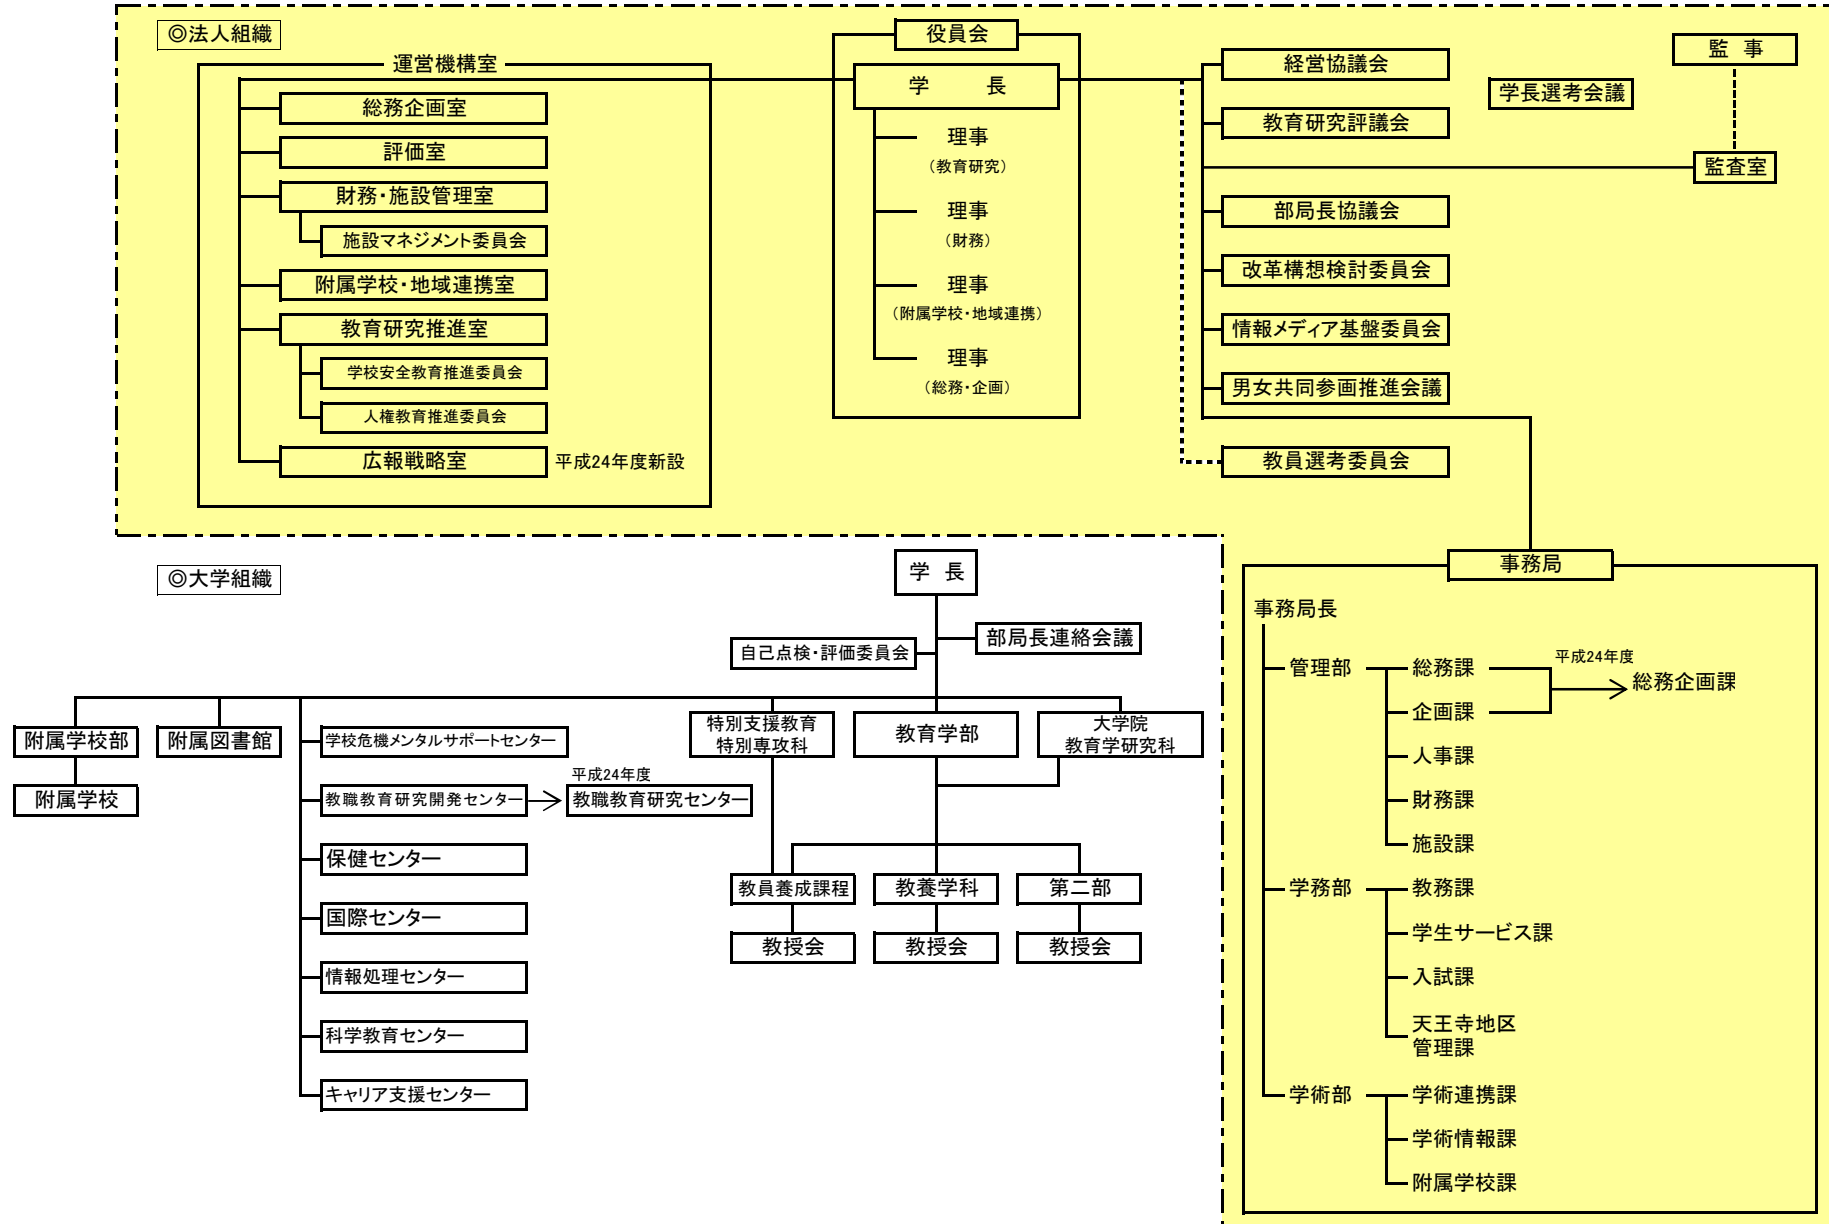 ◎法人組織
運営機構室
総務企画室
評価室
財務・施設管理室
施設マネジメント委員会
附属学校・地域連携室
教育研究推進室
学校安全教育推進委員会
人権教育推進委員会
広報戦略室 平成24年度新設
役員会
学 長
理事
（教育研究）
理事
（財務）
理事
（附属学校・地域連携）
理事
（総務・企画）
経営協議会
教育研究評議会
部局長協議会
改革構想検討委員会
情報メディア基盤委員会
男女共同参画推進会議
教員選考委員会
学長選考会議
監 事
監査室
◎大学組織
学 長
部局長連絡会議
自己点検・評価委員会
附属学校部
附属学校
附属図書館
学校危機メンタルサポートセンター
平成24年度
教職教育研究開発センター
教職教育研究センター
保健センター
国際センター
情報処理センター
科学教育センター
キャリア支援センター
特別支援教育
特別専攻科
教育学部
大学院
教育学研究科
教員養成課程
教養学科
第二部
教授会
教授会
教授会
事務局
事務局長
管理部
総務課
企画課
平成24年度
総務企画課
人事課
財務課
施設課
学務部
教務課
学生サービス課
入試課
天王寺地区
管理課
学術部
学術連携課
学術情報課
附属学校課